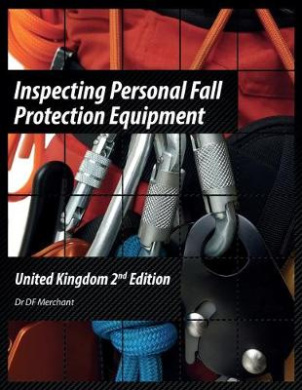 Inspecting Personal Fall
Protection Equipment
United Kingdom 2nd Edition
Dr DF Merchant